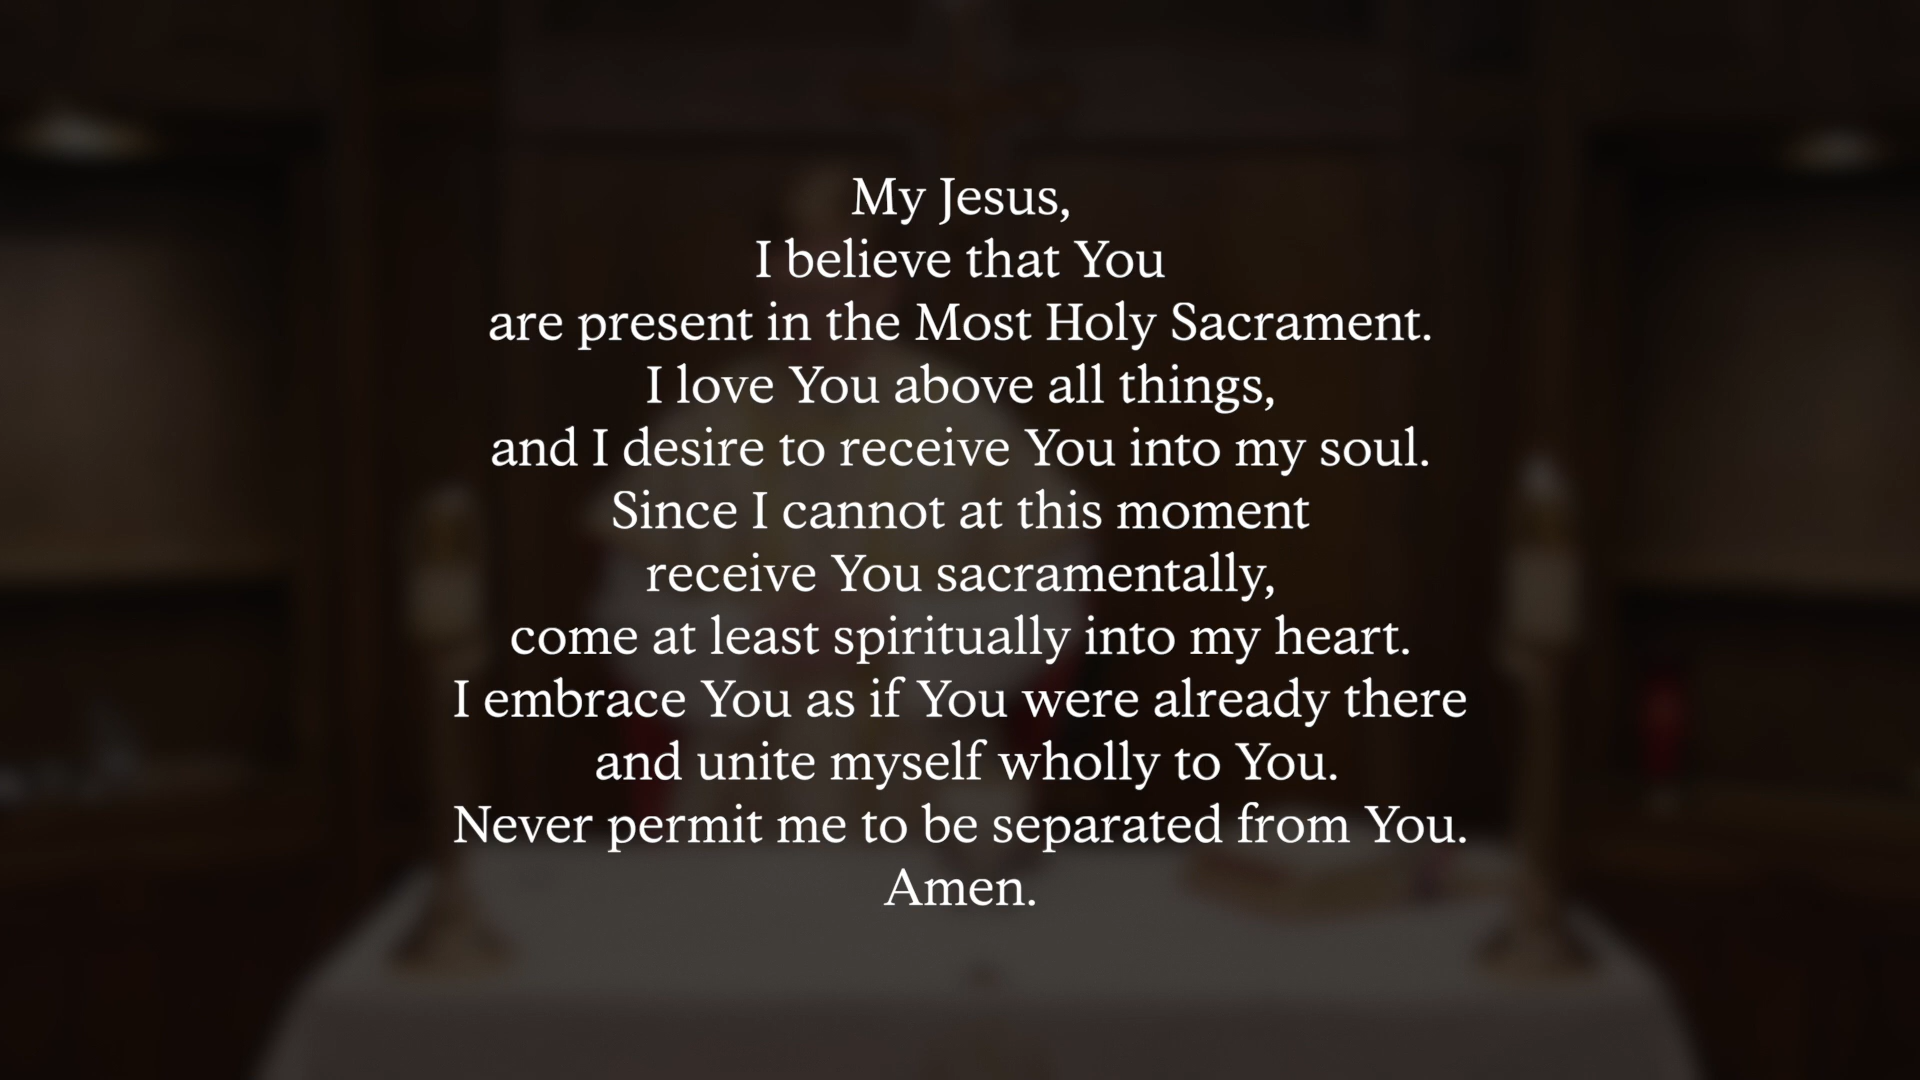 My Jesus,
I believe that You
are present in the Most Holy Sacrament.
I love You above all things,
and I desire to receive You into my soul.
Since I cannot at this moment
receive You sacramentally,
come at least spiritually into my heart.
I embrace You as if You were already there
and unite myself wholly to You.
Never permit me to be separated from You.
Amen.